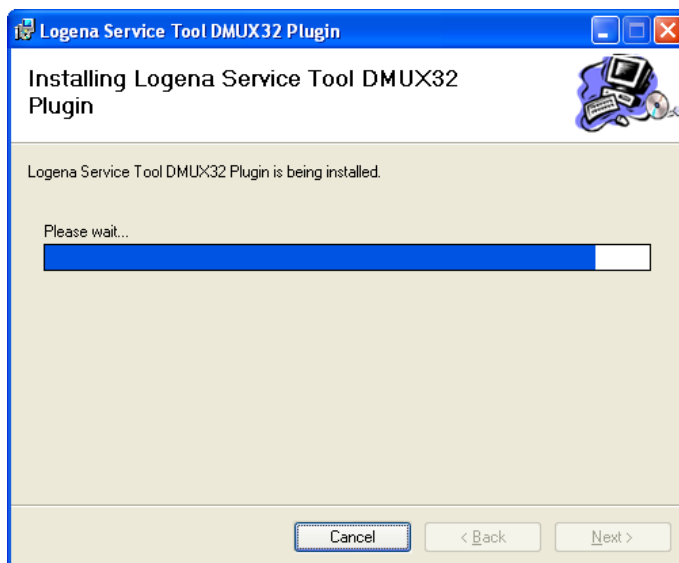 Logena Service Tool DMUX32 Plugin
Installing Logena Service Tool DMUX32
Plugin
Logena Service Tool DMUX32 Plugin is being installed.
Please wait...
Cancel
< Back
Next >